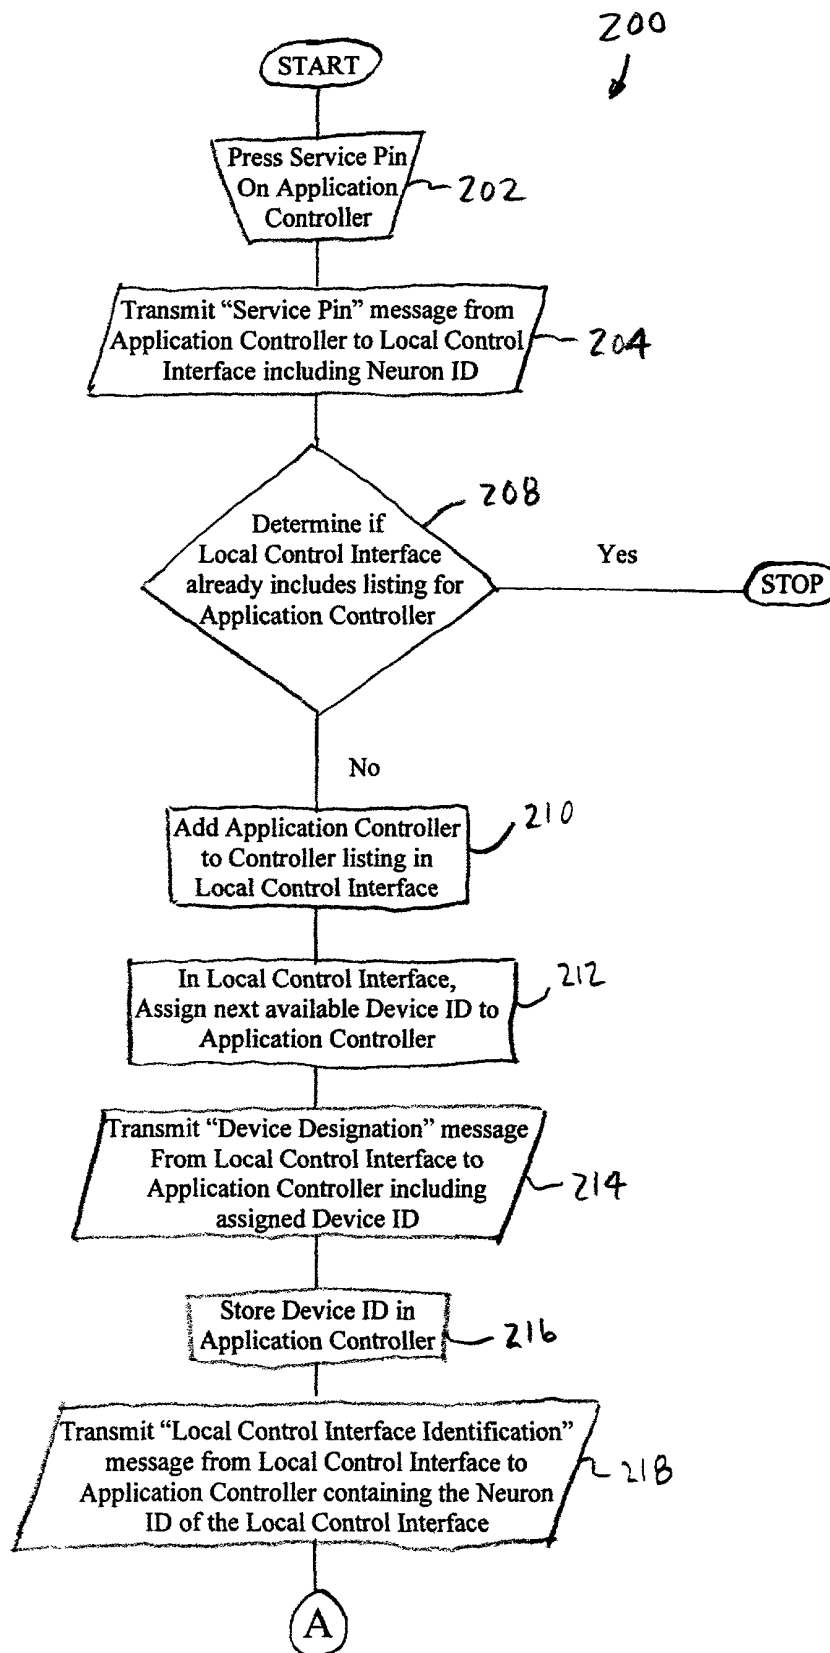 200
START
Press Service Pin
On Application
Controller
202
Transmit “Service Pin” message from
Application Controller to Local Control
Interface including Neuron ID
204
208
Determine if
Local Control Interface
already includes listing for
Application Controller
Yes
STOP
No
Add Application Controller
to Controller listing in
Local Control Interface
210
In Local Control Interface,
Assign next available Device ID to
Application Controller
212
Transmit “Device Designation” message
From Local Control Interface to
Application Controller including
assigned Device ID
214
Store Device ID in
Application Controller
216
Transmit “Local Control Interface Identification”
message from Local Control Interface to
Application Controller containing the Neuron
ID of the Local Control Interface
218
A